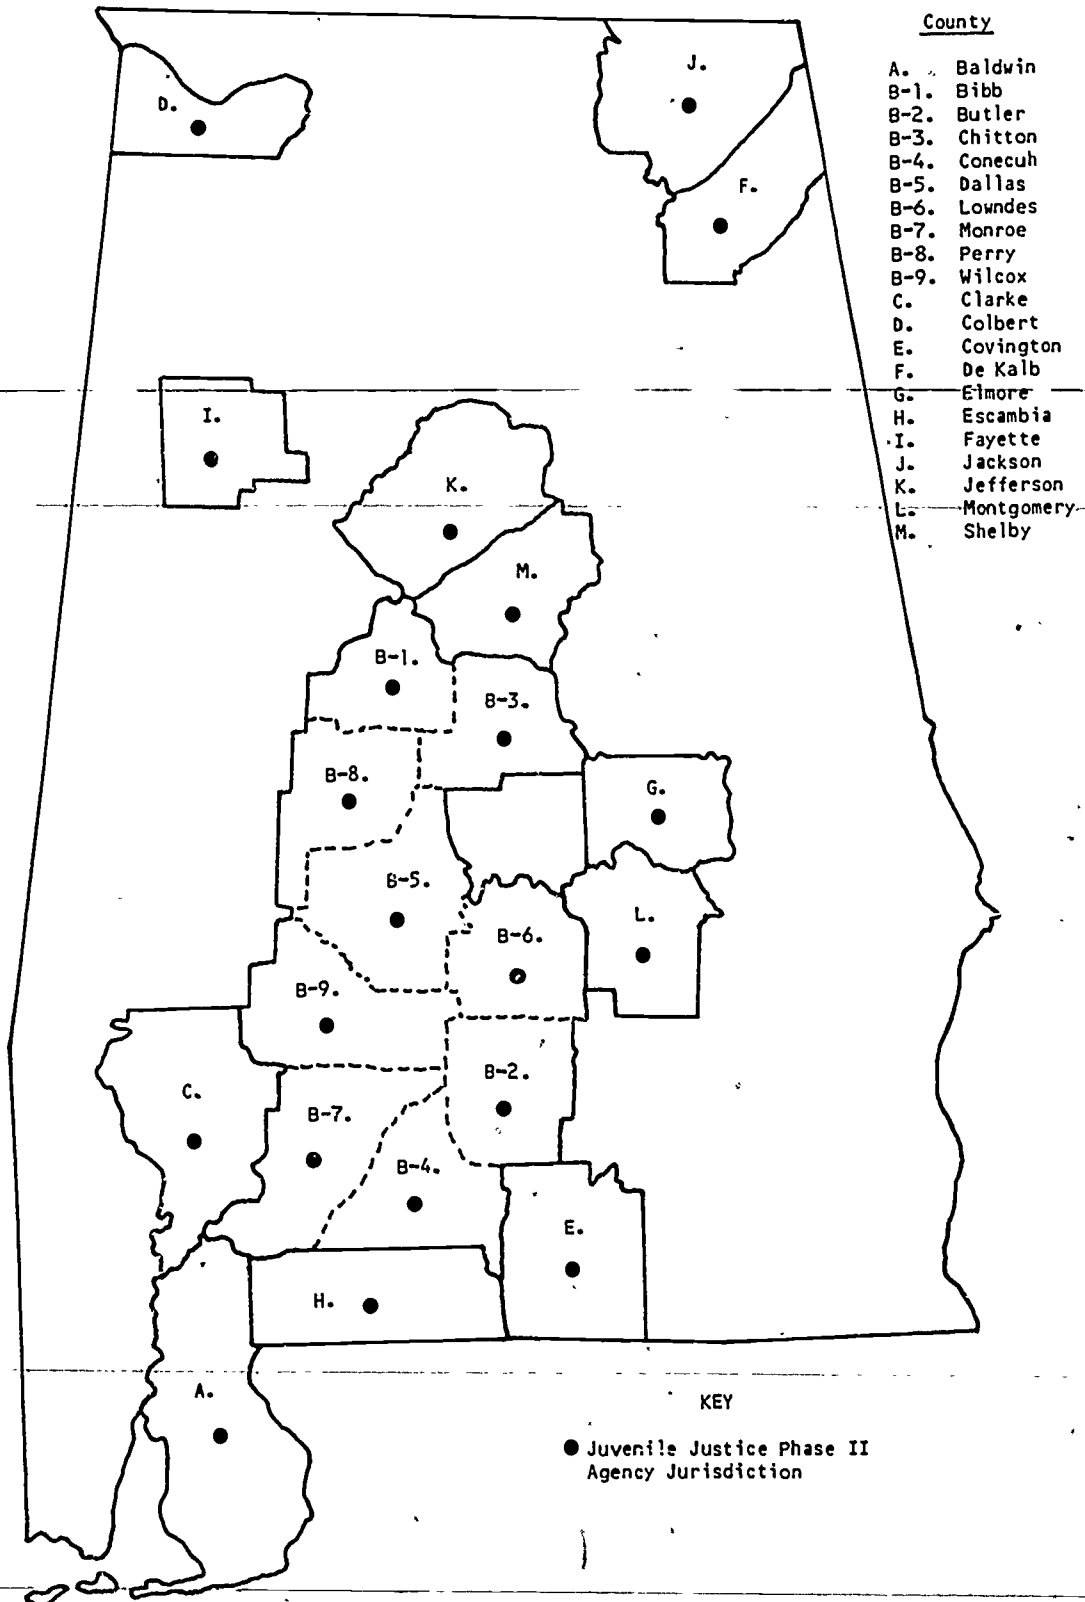 County
A. Baldwin
B-1. Bibb
B-2. Butler
B-3. Chitton
B-4. Conecuh
B-5. Dallas
B-6. Lowndes
B-7. Monroe
B-8. Perry
B-9. Wilcox
C. Clarke
D. Colbert
E. Covington
F. De Kalb
G. Elmore
H. Escambia
I. Fayette
J. Jackson
K. Jefferson
L. Montgomery
M. Shelby
J.
D.
F.
I.
K.
M.
B-1.
B-3.
B-8.
G.
B-5.
L.
B-6.
B-9.
B-2.
C.
B-7.
B-4.
E.
H.
A.
KEY
Juvenile Justice Phase II
Agency Jurisdiction